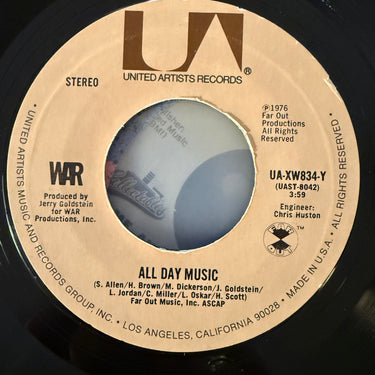 UA
UNITED ARTISTS RECORDS®
STEREO
℗1976
Far Out
Productions
All Rights
Reserved
WAR
Produced by
Jerry Goldstein
for WAR
Productions, Inc.
UA-XW834-Y
(UAST-8042)
3:59
Engineer:
Chris Huston
ALL DAY MUSIC
(S. Allen/H. Brown/M. Dickerson/J. Goldstein/
L. Jordan/C. Miller/L. Oskar/H. Scott)
Far Out Music, Inc. ASCAP
• UNITED ARTISTS MUSIC AND RECORDS GROUP, INC. • LOS ANGELES, CALIFORNIA 90028 • MADE IN U.S.A. • ALL RIGHTS RESERVED •